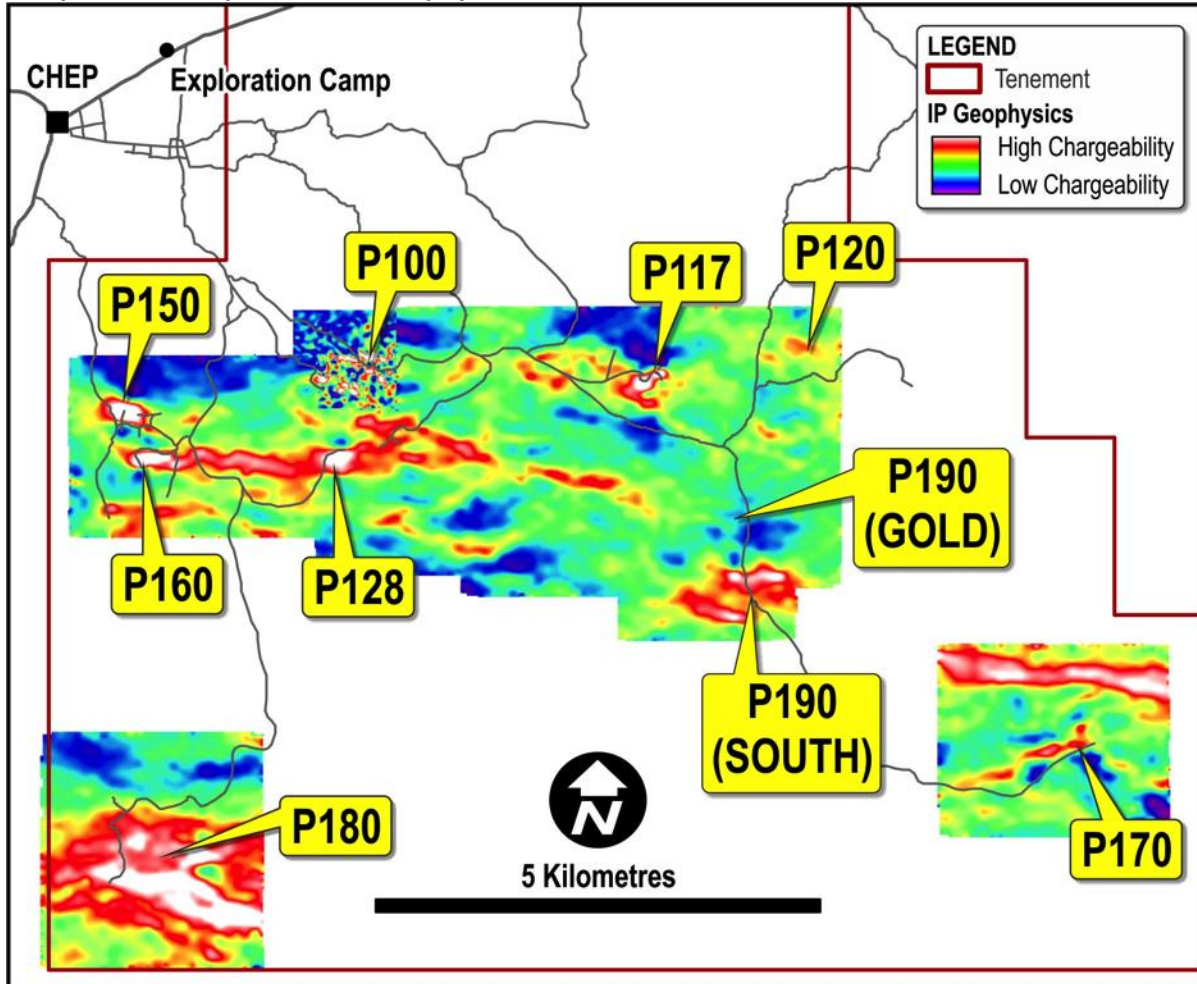 CHEP
Exploration Camp
LEGEND
Tenement
IP Geophysics
High Chargeability
Low Chargeability
P100
P117
P120
P150
P190
(GOLD)
P160
P128
P190
(SOUTH)
P180
P170
N
5 Kilometres